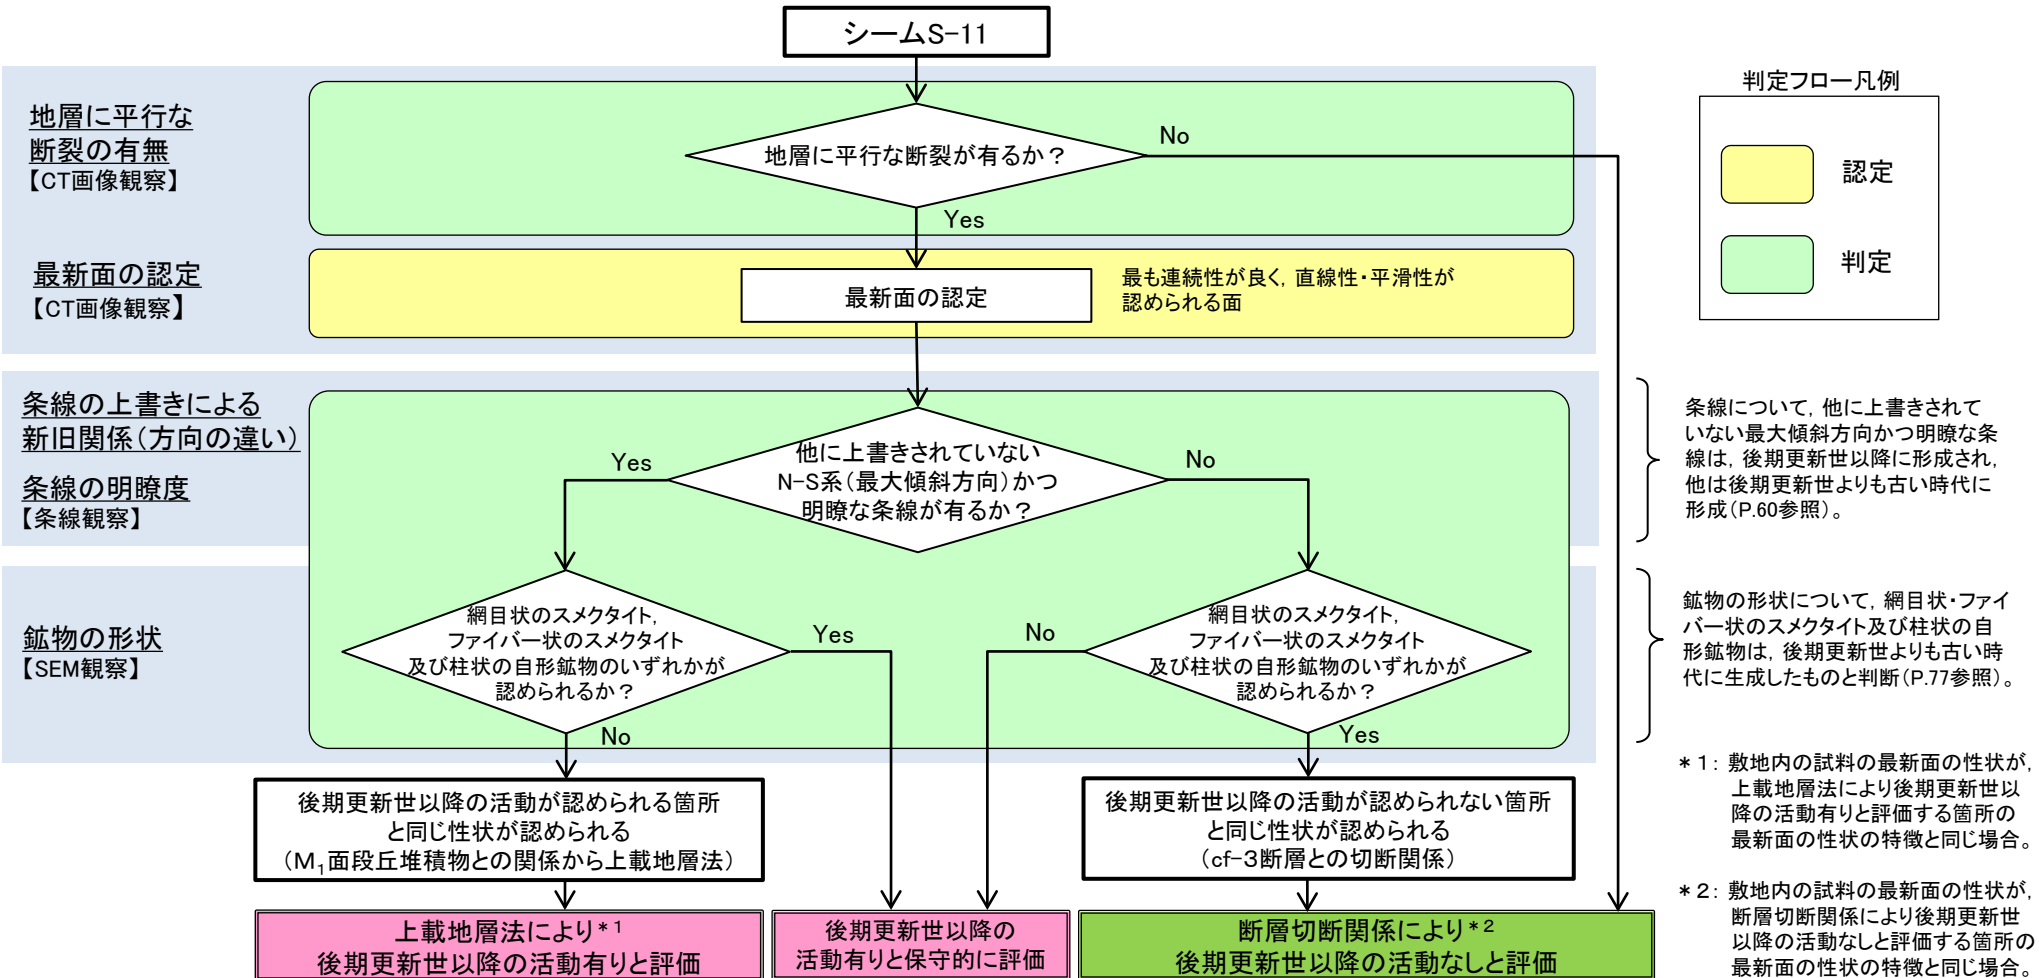 シームS-11
地層に平行な
断裂の有無
【CT画像観察】
地層に平行な断裂が有るか？
No
Yes
最新面の認定
【CT画像観察】
最新面の認定
最も連続性が良く，直線性・平滑性が
認められる面
判定フロー凡例
認定
判定
条線の上書きによる
新旧関係（方向の違い）
条線の明瞭度
【条線観察】
他に上書きされていない
N-S系（最大傾斜方向）かつ
明瞭な条線が有るか？
Yes
No
条線について，他に上書きされて
いない最大傾斜方向かつ明瞭な条
線は，後期更新世以降に形成され，
他は後期更新世よりも古い時代に
形成（P.60参照）。
鉱物の形状
【SEM観察】
網目状のスメクタイト，
ファイバー状のスメクタイト
及び柱状の自形鉱物のいずれかが
認められるか？
Yes
No
網目状のスメクタイト，
ファイバー状のスメクタイト
及び柱状の自形鉱物のいずれかが
認められるか？
No
Yes
鉱物の形状について，網目状・ファイ
バー状のスメクタイト及び柱状の自
形鉱物は，後期更新世よりも古い時
代に生成したものと判断（P.77参照）。
後期更新世以降の活動が認められる箇所
と同じ性状が認められる
（M1面段丘堆積物との関係から上載地層法）
後期更新世以降の活動が認められない箇所
と同じ性状が認められる
（cf-3断層との切断関係）
上載地層法により*1
後期更新世以降の活動有りと評価
後期更新世以降の
活動有りと保守的に評価
断層切断関係により*2
後期更新世以降の活動なしと評価
*1：敷地内の試料の最新面の性状が，
上載地層法により後期更新世以
降の活動有りと評価する箇所の
最新面の性状の特徴と同じ場合。
*2：敷地内の試料の最新面の性状が，
断層切断関係により後期更新世
以降の活動なしと評価する箇所の
最新面の性状の特徴と同じ場合。